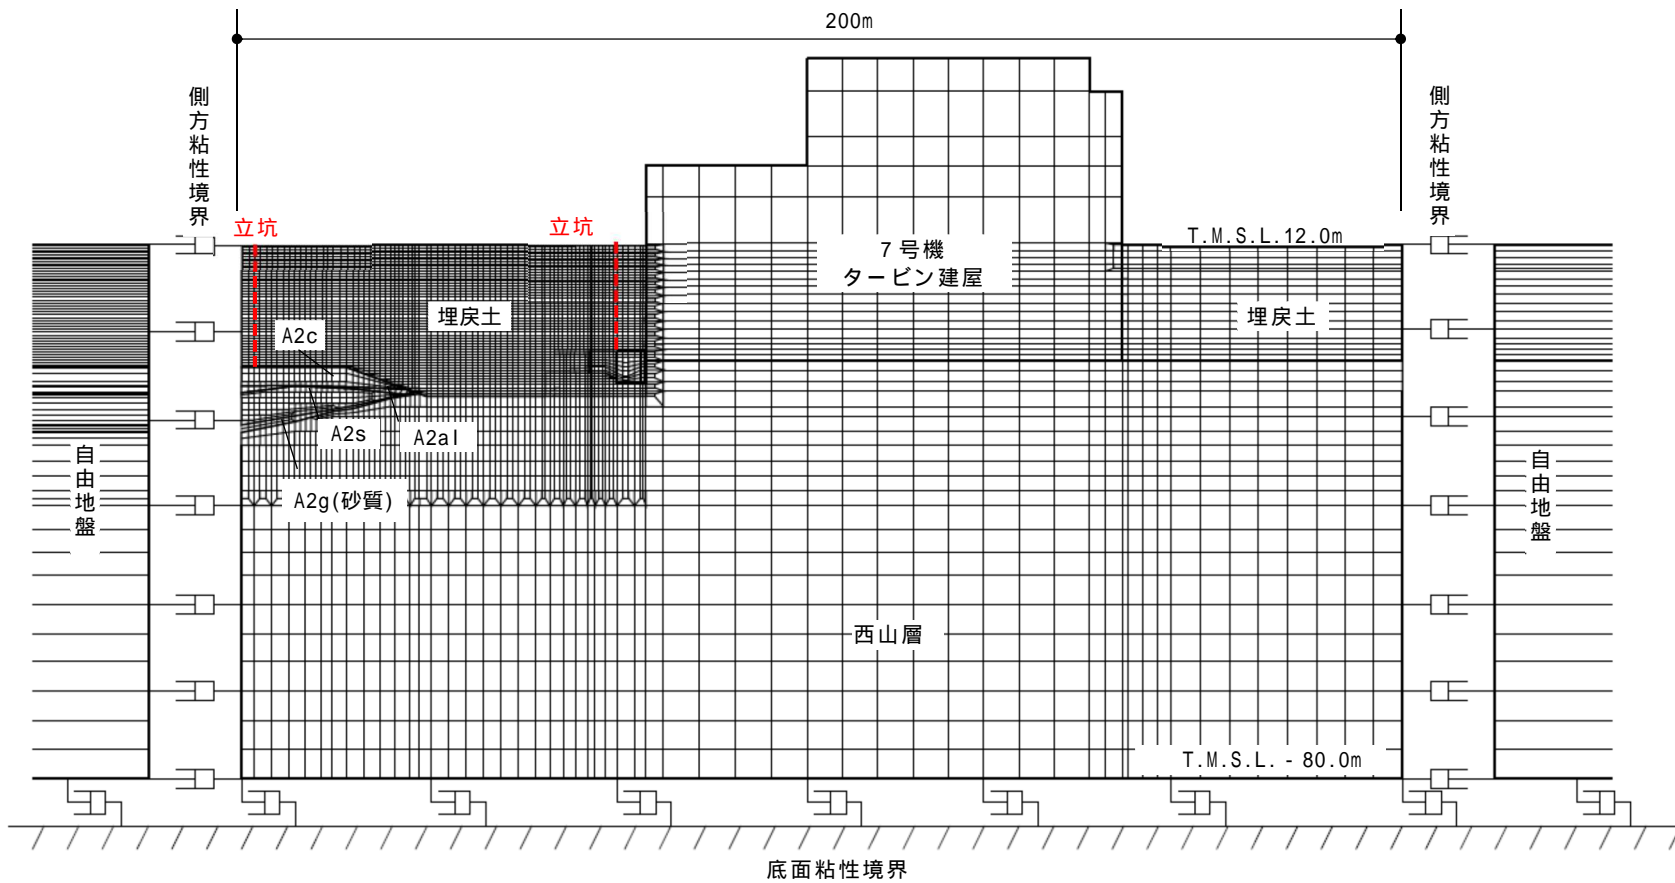 200m
側方粘性境界
側方粘性境界
立坑
立坑
T.M.S.L.12.0m
7号機
タービン建屋
埋戻土
埋戻土
A2c
A2s
A2al
A2g(砂質)
自由地盤
自由地盤
西山層
T.M.S.L. - 80.0m
底面粘性境界